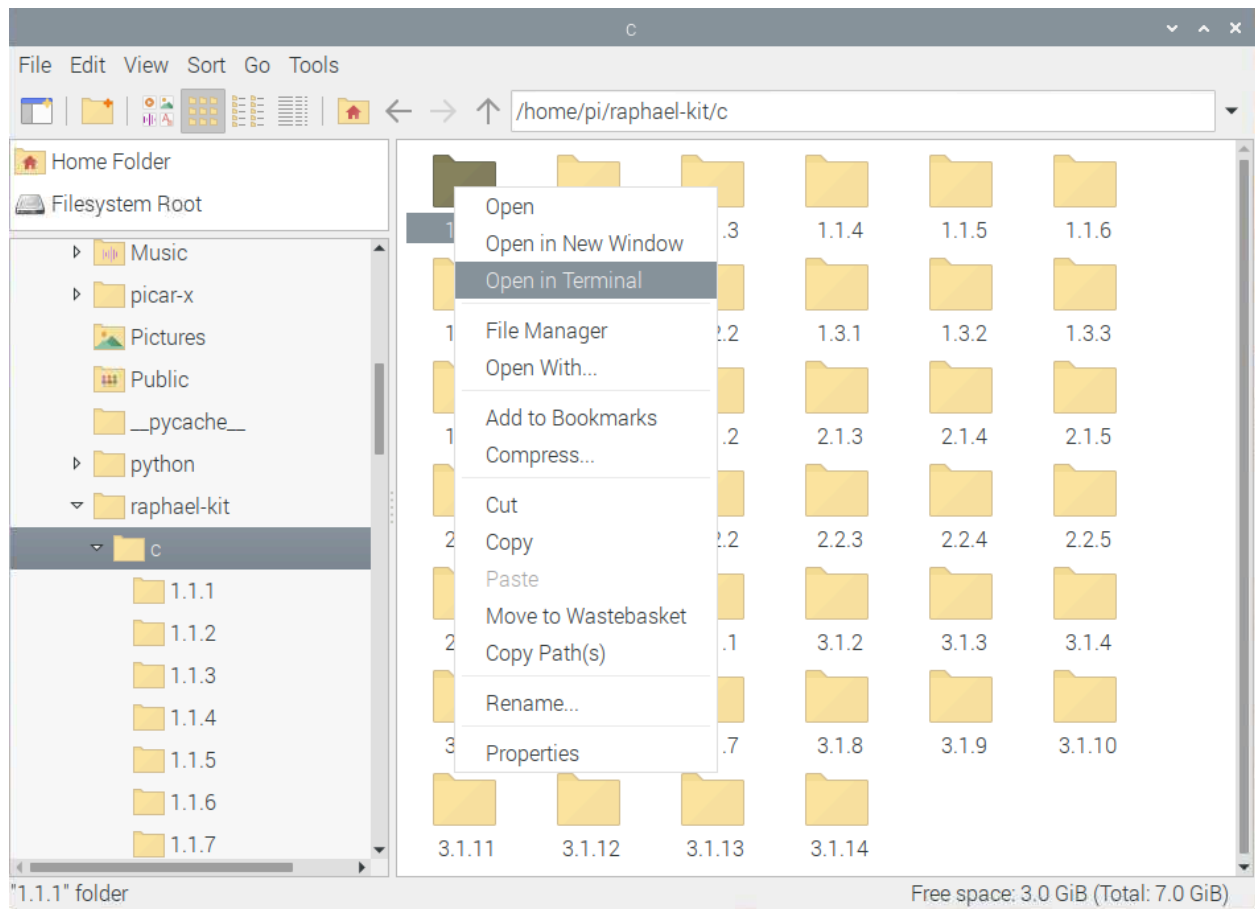 c
File Edit View Sort Go Tools
/home/pi/raphael-kit/c
Home Folder
Filesystem Root
Music
picar-x
Pictures
Public
__pycache__
python
raphael-kit
c
1.1.1
1.1.2
1.1.3
1.1.4
1.1.5
1.1.6
1.1.7
1 .3 1.1.4 1.1.5 1.1.6
1 .2 1.3.1 1.3.2 1.3.3
1 .2 2.1.3 2.1.4 2.1.5
2 .2 2.2.3 2.2.4 2.2.5
2 .1 3.1.2 3.1.3 3.1.4
3 .7 3.1.8 3.1.9 3.1.10
3.1.11 3.1.12 3.1.13 3.1.14
Open
Open in New Window
Open in Terminal
File Manager
Open With...
Add to Bookmarks
Compress...
Cut
Copy
Paste
Move to Wastebasket
Copy Path(s)
Rename...
Properties
"1.1.1" folder Free space: 3.0 GiB (Total: 7.0 GiB)